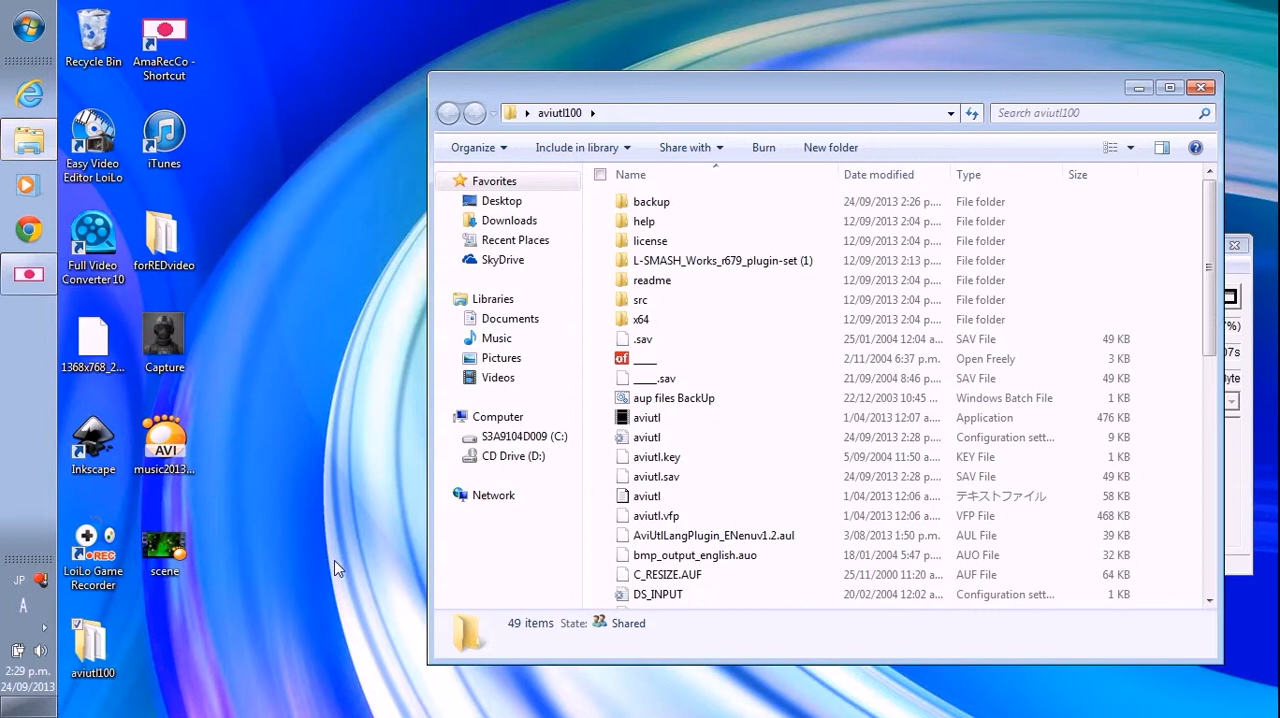 Recycle Bin
AmaRecCo -
Shortcut
Easy Video
Editor LoiLo
iTunes
Full Video
Converter 10
forREDvideo
1368x768_2...
Capture
Inkscape
AVI
music2013...
REC
LoiLo Game
Recorder
scene
aviutl100
JP
A
2:29 p.m.
24/09/2013
aviutl100
Search aviutl100
Organize
Include in library
Share with
Burn
New folder
Favorites
Desktop
Downloads
Recent Places
SkyDrive
Libraries
Documents
Music
Pictures
Videos
Computer
S3A9104D009 (C:)
CD Drive (D:)
Network
Name Date modified Type Size
backup 24/09/2013 2:26 p.... File folder
help 12/09/2013 2:04 p.... File folder
license 12/09/2013 2:04 p.... File folder
L-SMASH_Works_r679_plugin-set (1) 12/09/2013 2:13 p.... File folder
readme 12/09/2013 2:04 p.... File folder
src 12/09/2013 2:04 p.... File folder
x64 12/09/2013 2:04 p.... File folder
.sav 25/01/2004 12:04 a... SAV File 49 KB
of ____ 2/11/2004 6:37 p.m. Open Freely 3 KB
____.sav 21/09/2004 8:46 p.... SAV File 49 KB
aup files BackUp 22/12/2003 10:45 ... Windows Batch File 6 KB
aviutl 1/04/2013 12:07 a... Application 476 KB
aviutl 24/09/2013 2:28 p.... Configuration sett... 9 KB
aviutl.key 5/09/2004 11:50 a... KEY File 6 KB
aviutl.sav 24/09/2013 2:28 p.... SAV File 76 KB
aviutl 1/04/2013 12:06 a... テキストファイル 58 KB
aviutl.vfp 1/04/2013 12:06 a... VFP File 468 KB
AviUtlLangPlugin_ENenuv1.2.aul 3/08/2013 1:50 p.m. AUL File 39 KB
bmp_output_english.auo 18/01/2004 5:47 p.... AUO File 32 KB
C_RESIZE.AUF 25/11/2000 11:20 a... AUF File 64 KB
DS_INPUT 20/02/2004 12:02 a... Configuration sett... 1 KB
49 items State: Shared
%)
07s
yte